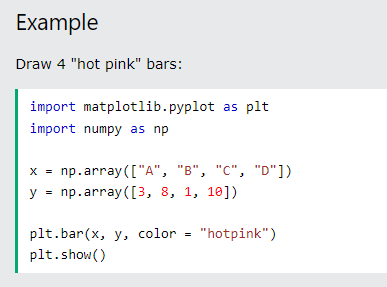 Example
Draw 4 "hot pink" bars:
import matplotlib.pyplot as plt
import numpy as np
x = np.array(["A", "B", "C", "D"])
y = np.array([3, 8, 1, 10])
plt.bar(x, y, color = "hotpink")
plt.show()